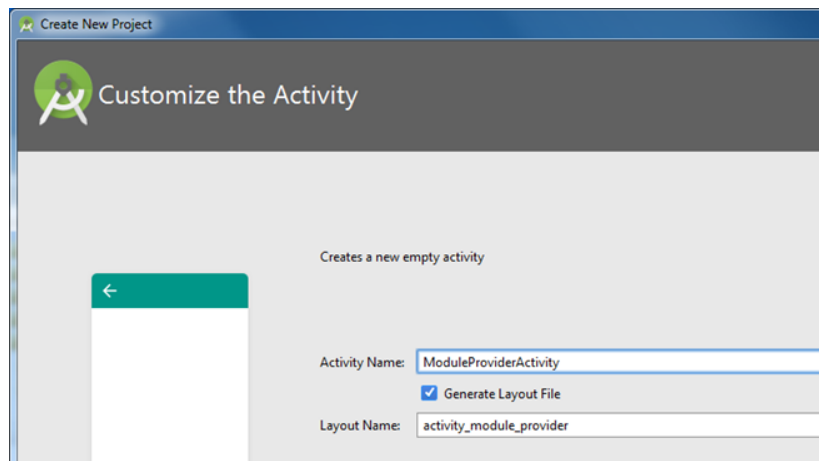 Create New Project
Customize the Activity
Creates a new empty activity
Activity Name: ModuleProviderActivity
Generate Layout File
Layout Name: activity_module_provider